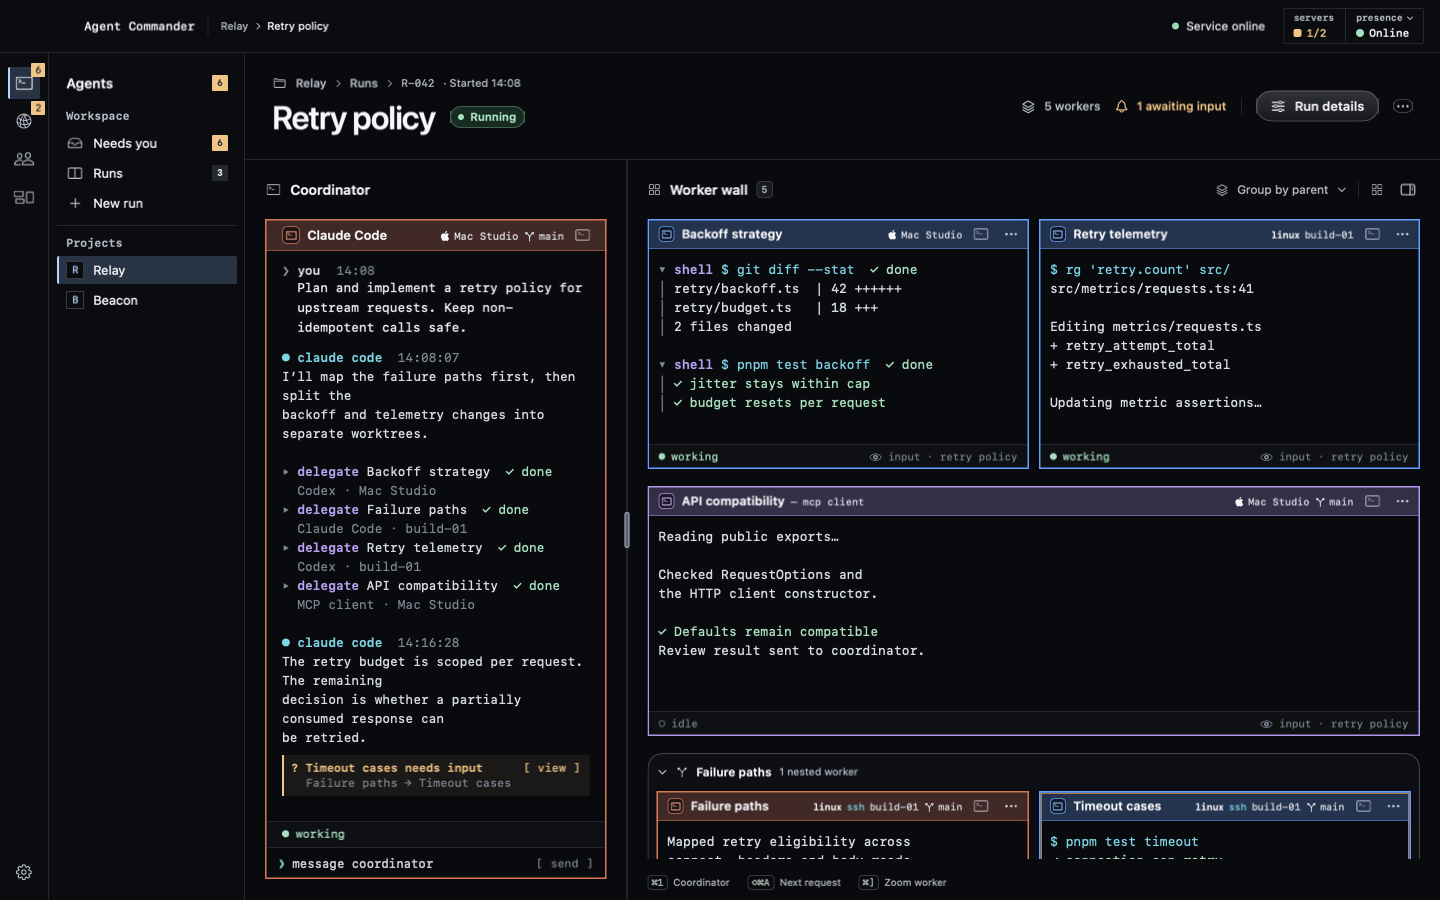 Agent Commander
Relay > Retry policy
Service online
servers
1/2
presence
Online
6
2
Agents 6
Workspace
Needs you 6
Runs 3
+ New run
Projects
R Relay
B Beacon
Relay > Runs > R-042 · Started 14:08
Retry policy
Running
5 workers
1 awaiting input
Run details
Coordinator
Claude Code
Mac Studio main
❯ you 14:08
Plan and implement a retry policy for
upstream requests. Keep non-
idempotent calls safe.
claude code 14:08:07
I’ll map the failure paths first, then
split the
backoff and telemetry changes into
separate worktrees.
▸ delegate Backoff strategy ✓ done
Codex · Mac Studio
▸ delegate Failure paths ✓ done
Claude Code · build-01
▸ delegate Retry telemetry ✓ done
Codex · build-01
▸ delegate API compatibility ✓ done
MCP client · Mac Studio
claude code 14:16:28
The retry budget is scoped per request.
The remaining
decision is whether a partially
consumed response can
be retried.
? Timeout cases needs input [ view ]
Failure paths → Timeout cases
working
❯ message coordinator [ send ]
Worker wall 5
Group by parent
Backoff strategy
Mac Studio
▾ shell $ git diff --stat ✓ done
retry/backoff.ts | 42 ++++++
retry/budget.ts | 18 +++
2 files changed
▾ shell $ pnpm test backoff ✓ done
✓ jitter stays within cap
✓ budget resets per request
working
input · retry policy
Retry telemetry
linux build-01
$ rg 'retry.count' src/
src/metrics/requests.ts:41
Editing metrics/requests.ts
+ retry_attempt_total
+ retry_exhausted_total
Updating metric assertions…
working
input · retry policy
API compatibility — mcp client
Mac Studio main
Reading public exports…
Checked RequestOptions and
the HTTP client constructor.
✓ Defaults remain compatible
Review result sent to coordinator.
idle
input · retry policy
Failure paths 1 nested worker
Failure paths
linux ssh build-01 main
Mapped retry eligibility across
Timeout cases
linux ssh build-01 main
$ pnpm test timeout
⌘1 Coordinator
Next request
⌘] Zoom worker